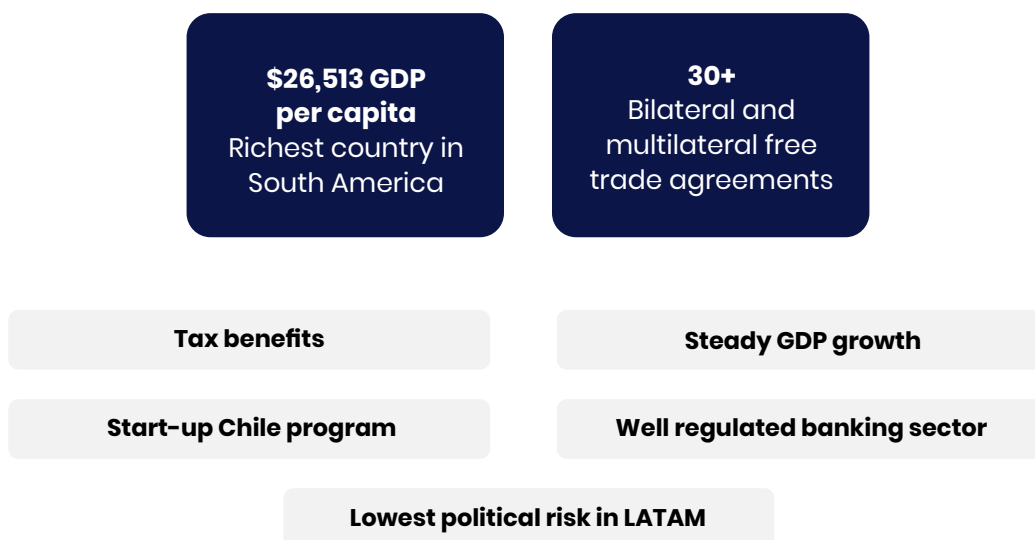 $26,513 GDP
per capita
Richest country in
South America
30+
Bilateral and
multilateral free
trade agreements
Tax benefits
Steady GDP growth
Start-up Chile program
Well regulated banking sector
Lowest political risk in LATAM